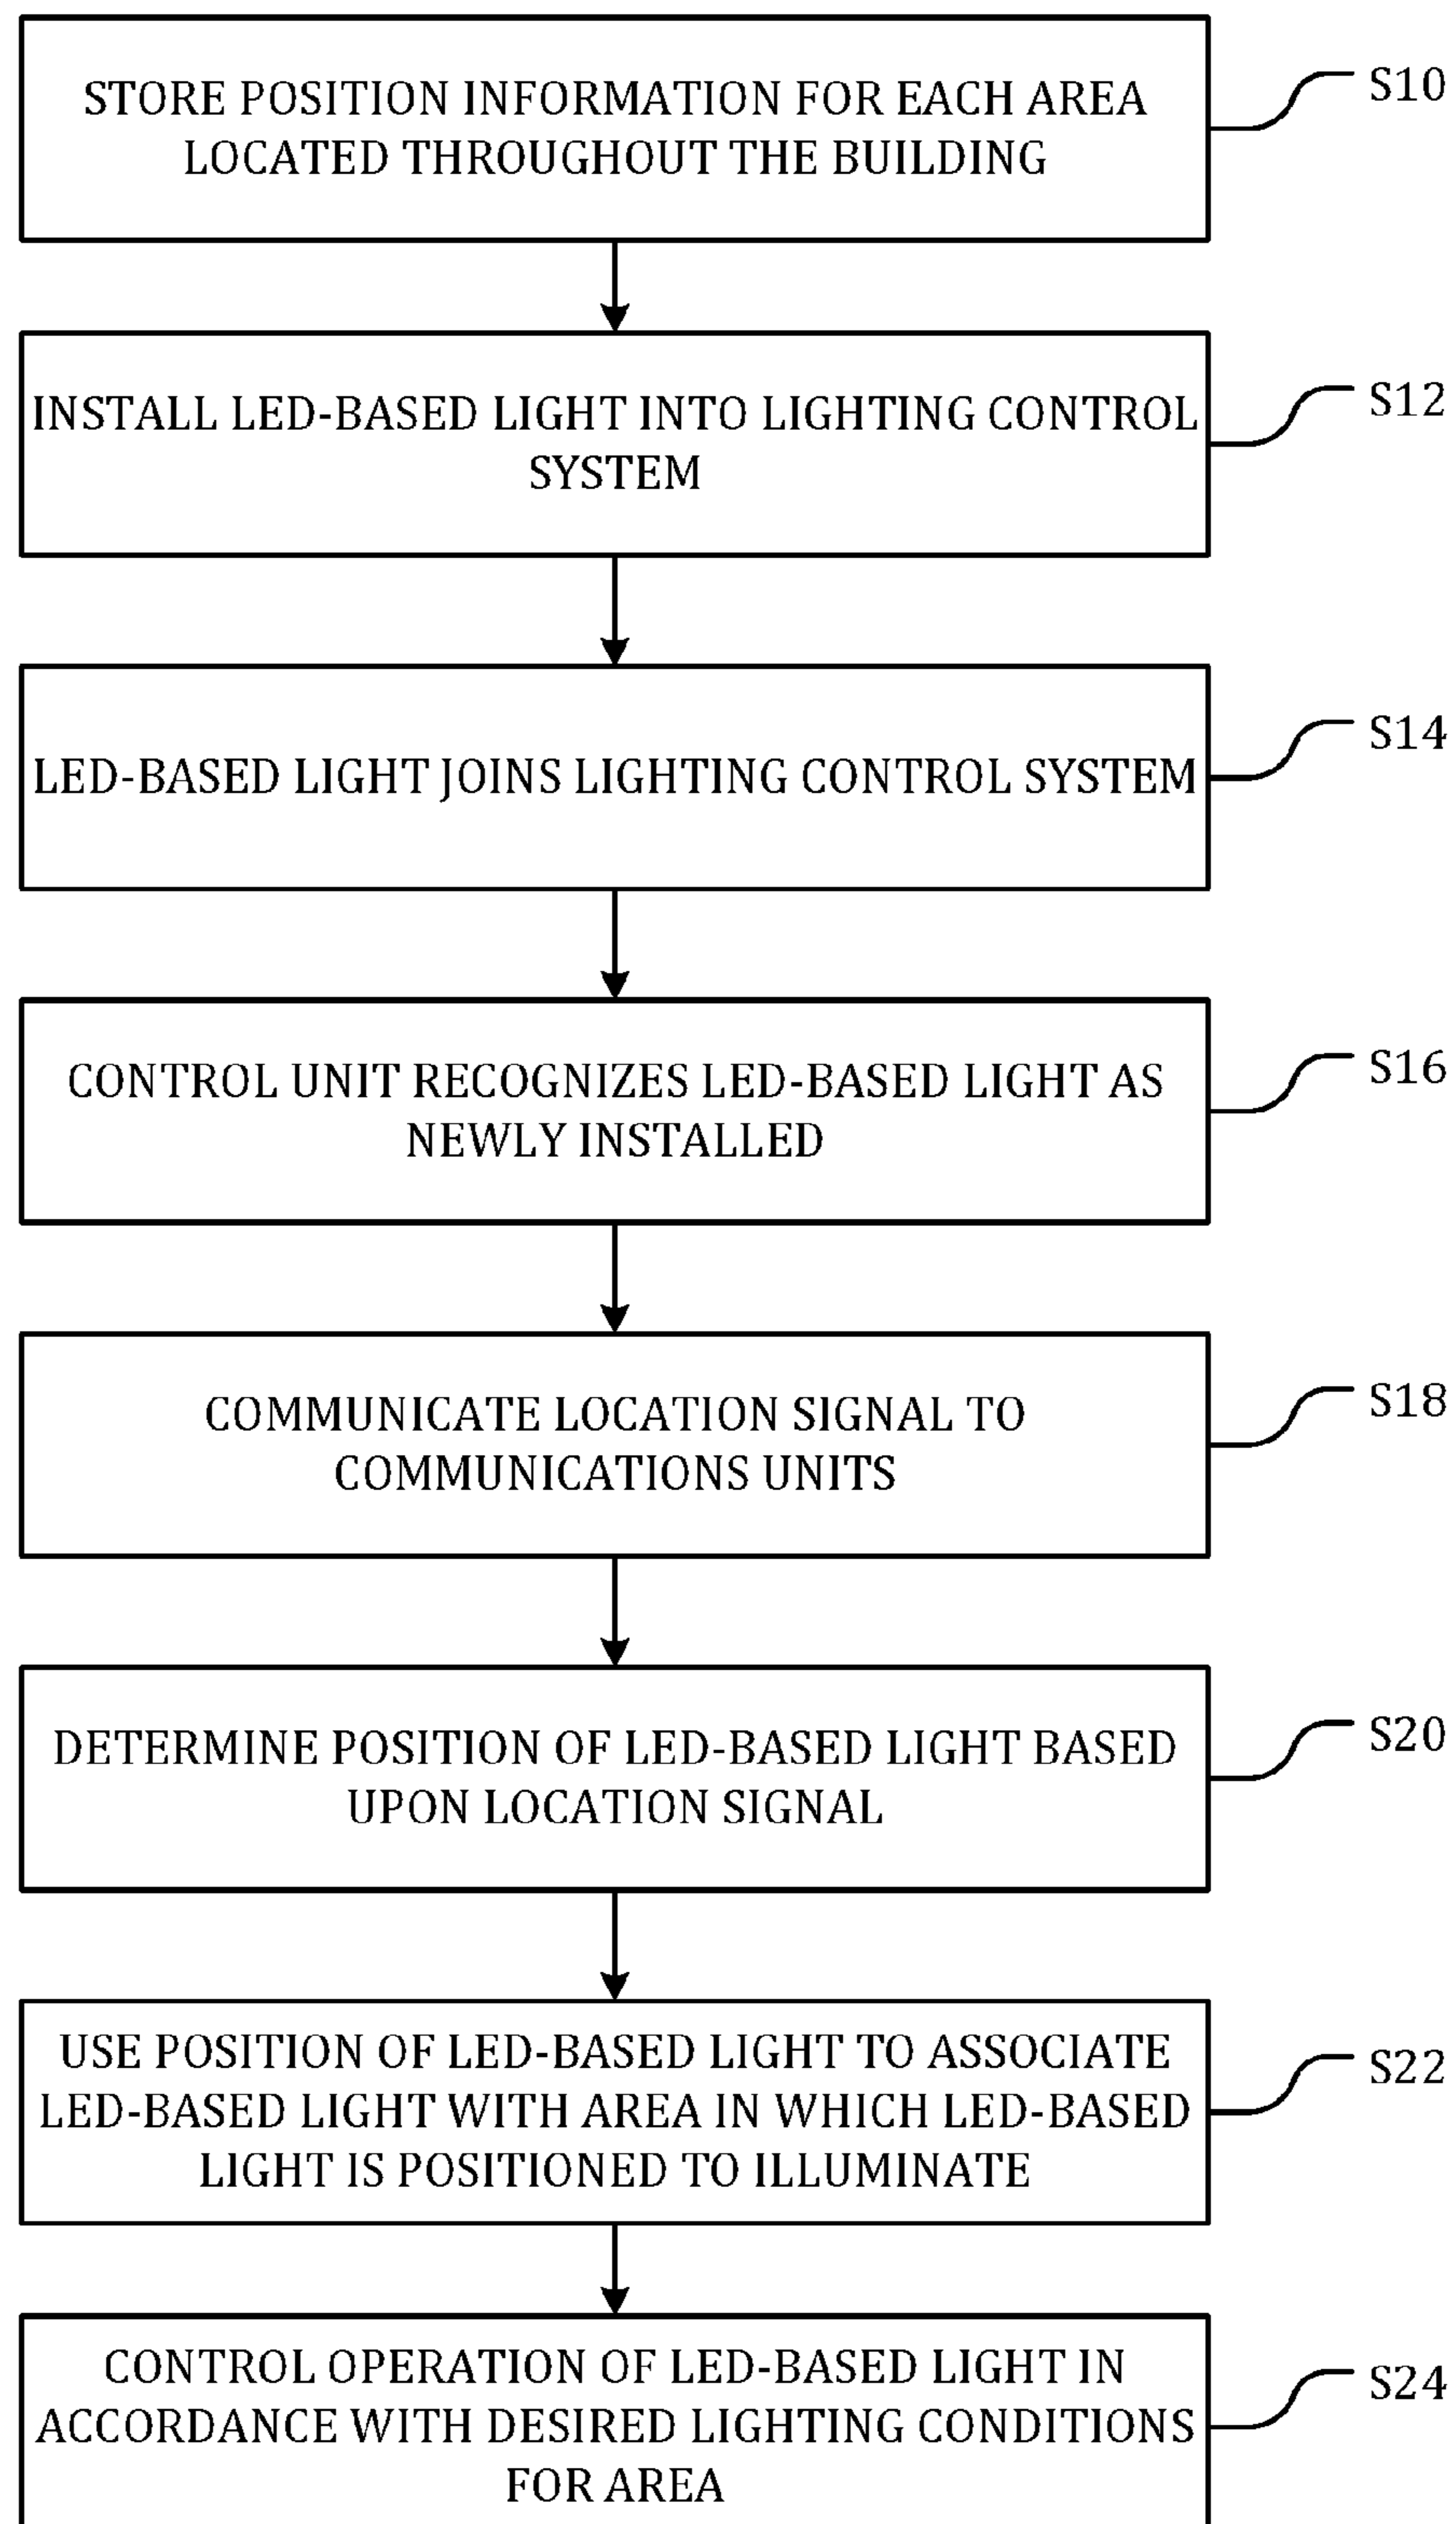 STORE POSITION INFORMATION FOR EACH AREA
LOCATED THROUGHOUT THE BUILDING
S10
INSTALL LED-BASED LIGHT INTO LIGHTING CONTROL
SYSTEM
S12
LED-BASED LIGHT JOINS LIGHTING CONTROL SYSTEM
S14
CONTROL UNIT RECOGNIZES LED-BASED LIGHT AS
NEWLY INSTALLED
S16
COMMUNICATE LOCATION SIGNAL TO
COMMUNICATIONS UNITS
S18
DETERMINE POSITION OF LED-BASED LIGHT BASED
UPON LOCATION SIGNAL
S20
USE POSITION OF LED-BASED LIGHT TO ASSOCIATE
LED-BASED LIGHT WITH AREA IN WHICH LED-BASED
LIGHT IS POSITIONED TO ILLUMINATE
S22
CONTROL OPERATION OF LED-BASED LIGHT IN
ACCORDANCE WITH DESIRED LIGHTING CONDITIONS
FOR AREA
S24